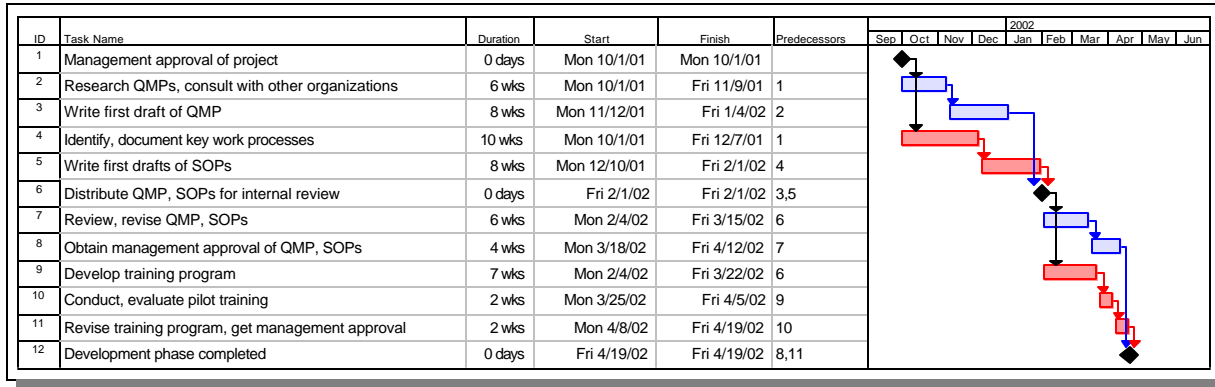 2002
ID Task Name Duration Start Finish Predecessors Sep Oct Nov Dec Jan Feb Mar Apr May Jun
1 Management approval of project 0 days Mon 10/1/01 Mon 10/1/01
2 Research QMPs, consult with other organizations 6 wks Mon 10/1/01 Fri 11/9/01 1
3 Write first draft of QMP 8 wks Mon 11/12/01 Fri 1/4/02 2
4 Identify, document key work processes 10 wks Mon 10/1/01 Fri 12/7/01 1
5 Write first drafts of SOPs 8 wks Mon 12/10/01 Fri 2/1/02 4
6 Distribute QMP, SOPs for internal review 0 days Fri 2/1/02 Fri 2/1/02 3,5
7 Review, revise QMP, SOPs 6 wks Mon 2/4/02 Fri 3/15/02 6
8 Obtain management approval of QMP, SOPs 4 wks Mon 3/18/02 Fri 4/12/02 7
9 Develop training program 7 wks Mon 2/4/02 Fri 3/22/02 6
10 Conduct, evaluate pilot training 2 wks Mon 3/25/02 Fri 4/5/02 9
11 Revise training program, get management approval 2 wks Mon 4/8/02 Fri 4/19/02 10
12 Development phase completed 0 days Fri 4/19/02 Fri 4/19/02 8,11